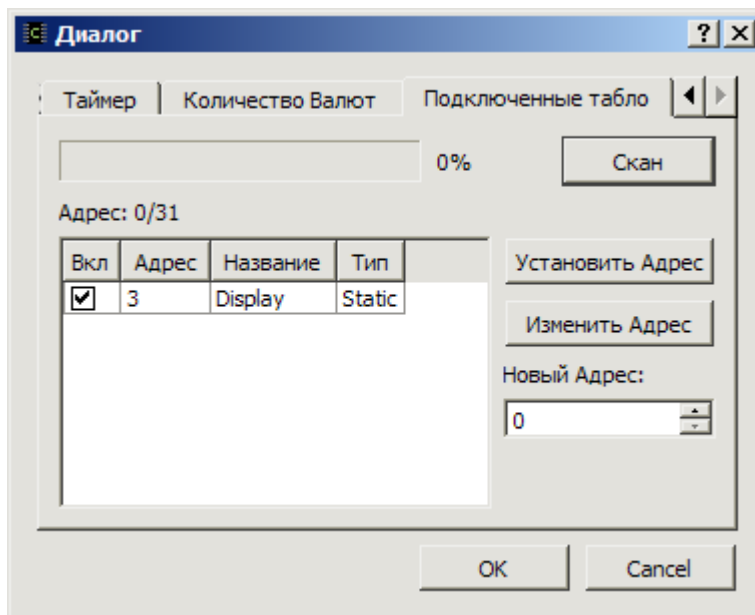 Диалог
Таймер Количество Валют Подключенные табло
0% Скан
Адрес: 0/31
Вкл Адрес Название Тип
3 Display Static
Установить Адрес
Изменить Адрес
Новый Адрес:
0
OK Cancel